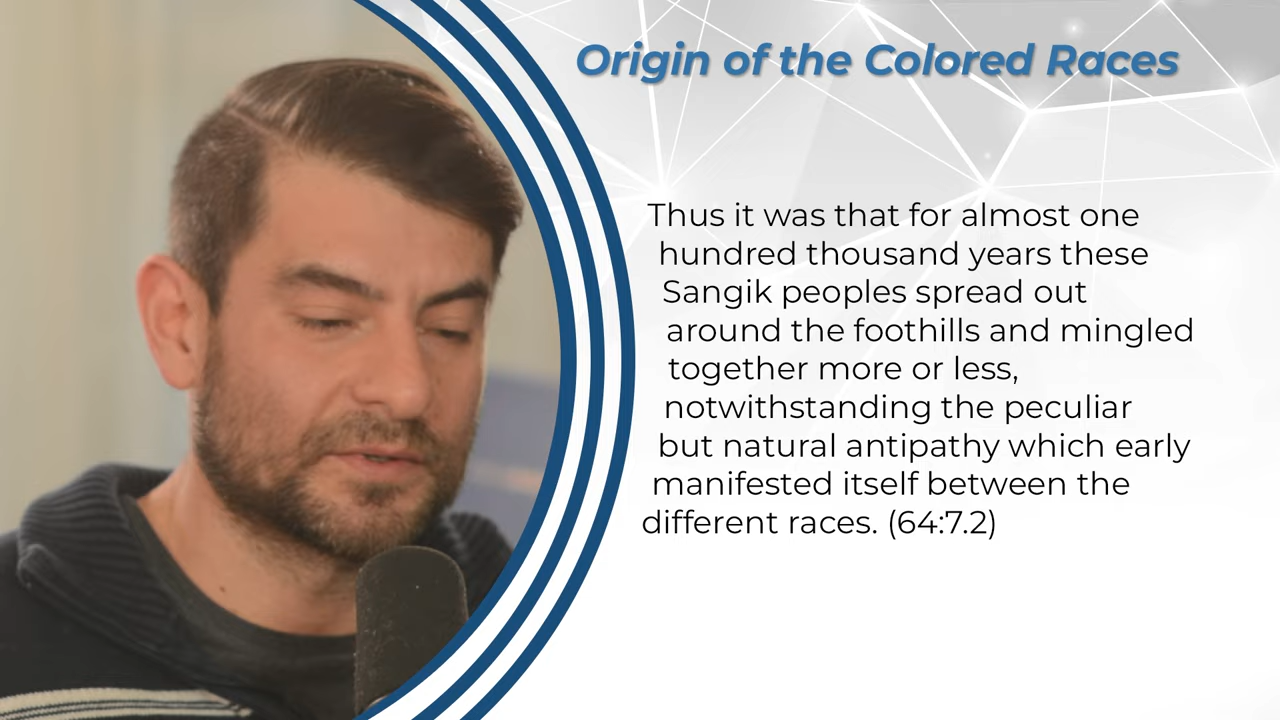 Origin of the Colored Races
Thus it was that for almost one
hundred thousand years these
Sangik peoples spread out
around the foothills and mingled
together more or less,
notwithstanding the peculiar
but natural antipathy which early
manifested itself between the
different races. (64:7.2)